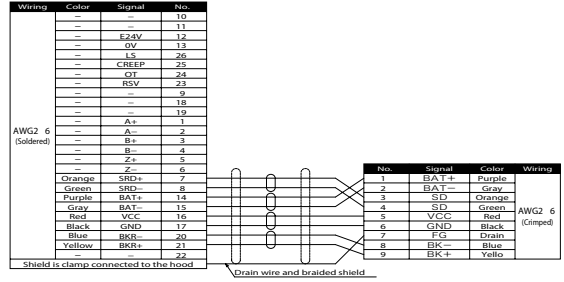 Wiring Color Signal No.
– – 10
– – 11
– E24V 12
– 0V 13
– LS 26
– CREEP 25
– OT 24
– RSV 23
– – 9
– – 18
– – 19
– A+ 1
AWG2 6 – A– 2
(Soldered) – B+ 3
– B– 4
– Z+ 5
– Z– 6
Orange SRD+ 7
Green SRD– 8
Purple BAT+ 14
Gray BAT– 15
Red VCC 16
Black GND 17
Blue BKR– 20
Yellow BKR+ 21
– – 22
Shield is clamp connected to the hood
No. Signal Color Wiring
1 BAT+ Purple
2 BAT– Gray
3 SD Orange
4 SD Green
AWG2 6
5 VCC Red
(Crimped)
6 GND Black
7 FG Drain
8 BK– Blue
9 BK+ Yello
Drain wire and braided shield